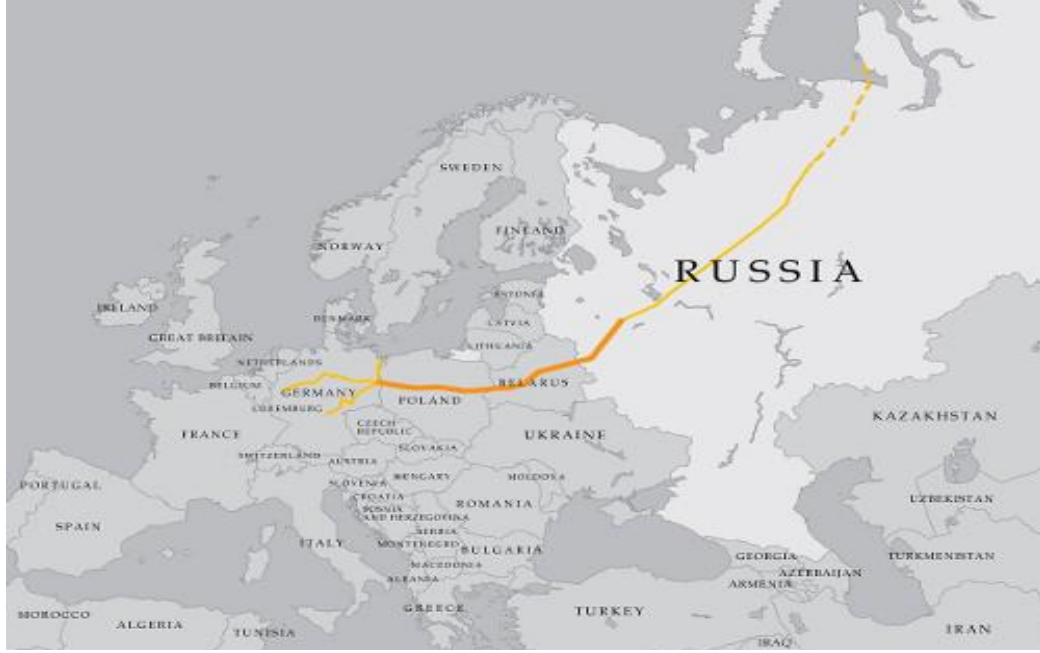 SWEDEN
FINLAND
NORWAY
RUSSIA
ESTONIA
IRELAND
DENMARK
LATVIA
GREAT BRITAIN
LITHUANIA
NETHERLANDS
BELGIUM
BELARUS
GERMANY
POLAND
LUXEMBURG
KAZAKHSTAN
CZECH
REPUBLIC
FRANCE
UKRAINE
SLOVAKIA
SWITZERLAND
AUSTRIA
HUNGARY
MOLDOVA
PORTUGAL
SLOVENIA
CROATIA
UZBEKISTAN
BOSNIA
AND HERZEGOVINA
ROMANIA
SPAIN
SERBIA
ITALY
MONTENEGRO
BULGARIA
GEORGIA
TURKMENISTAN
MACEDONIA
AZERBAIJAN
ALBANIA
ARMENIA
GREECE
TURKEY
MOROCCO
ALGERIA
TUNISIA
IRAN
IRAQ